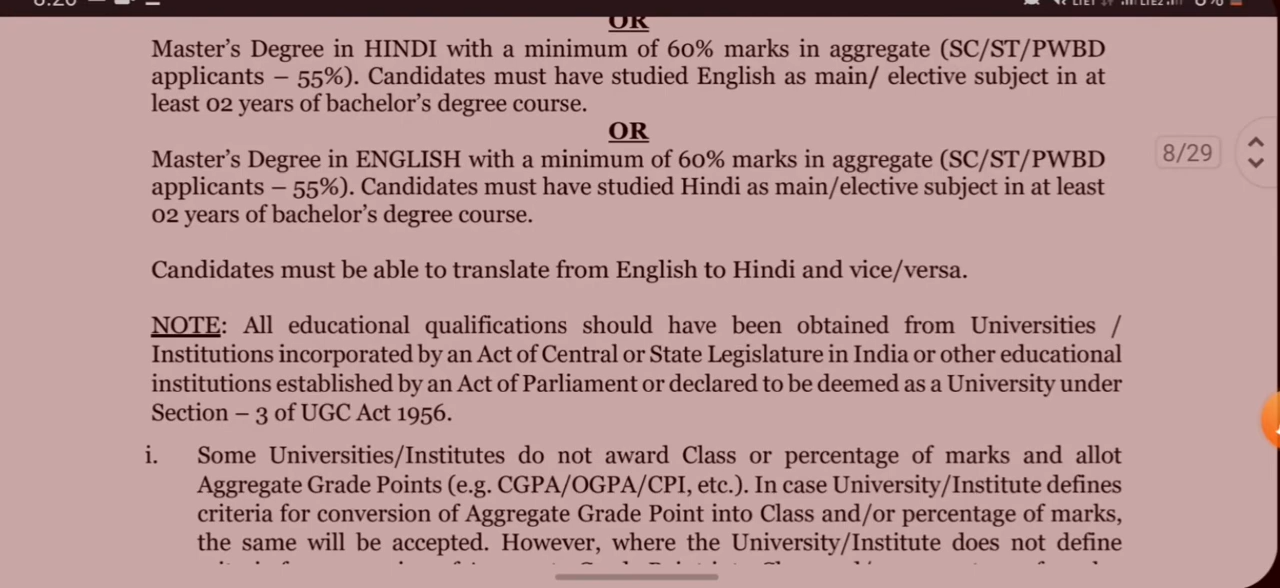 OR
Master's Degree in HINDI with a minimum of 60% marks in aggregate (SC/ST/PWBD
applicants – 55%). Candidates must have studied English as main/ elective subject in at
least 02 years of bachelor's degree course.
OR
Master's Degree in ENGLISH with a minimum of 60% marks in aggregate (SC/ST/PWBD
applicants – 55%). Candidates must have studied Hindi as main/elective subject in at least
02 years of bachelor's degree course.
8/29
Candidates must be able to translate from English to Hindi and vice/versa.
NOTE: All educational qualifications should have been obtained from Universities /
Institutions incorporated by an Act of Central or State Legislature in India or other educational
institutions established by an Act of Parliament or declared to be deemed as a University under
Section – 3 of UGC Act 1956.
i. Some Universities/Institutes do not award Class or percentage of marks and allot
Aggregate Grade Points (e.g. CGPA/OGPA/CPI, etc.). In case University/Institute defines
criteria for conversion of Aggregate Grade Point into Class and/or percentage of marks,
the same will be accepted. However, where the University/Institute does not define